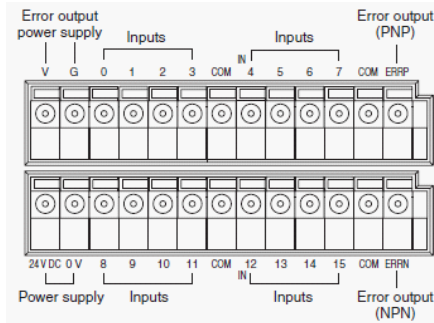 Error output power supply
Inputs
Inputs
Error output (PNP)
V G 0 1 2 3 COM IN 4 5 6 7 COM ERRP
24 V DC 0 V 8 9 10 11 COM IN 12 13 14 15 COM ERRN
Power supply
Inputs
Inputs
Error output (NPN)